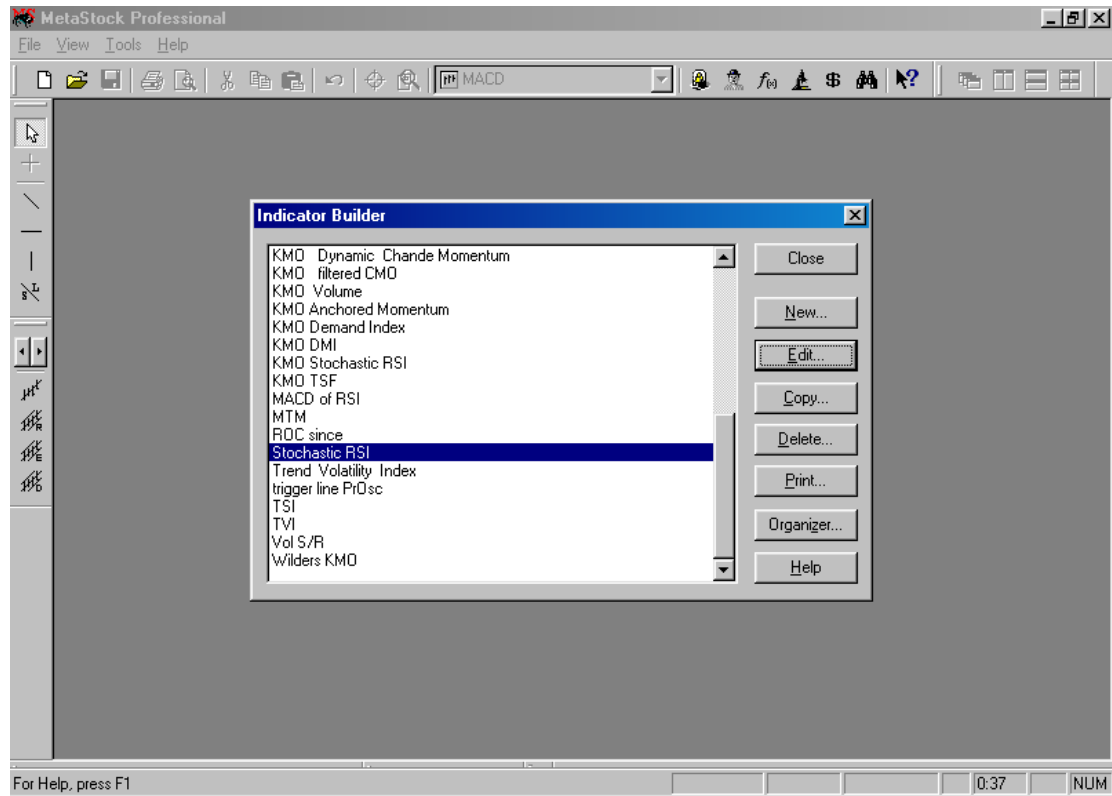 MetaStock Professional
File View Tools Help
MACD
Indicator Builder
KMO Dynamic Chande Momentum
KMO filtered CMO
KMO Volume
KMO Anchored Momentum
KMO Demand Index
KMO DMI
KMO Stochastic RSI
KMO TSF
MACD of RSI
MTM
ROC since
Stochastic RSI
Trend Volatility Index
trigger line PrOsc
TSI
TVI
Vol S/R
Wilders KMO
Close
New...
Edit...
Copy...
Delete...
Print...
Organizer...
Help
For Help, press F1
0:37
NUM